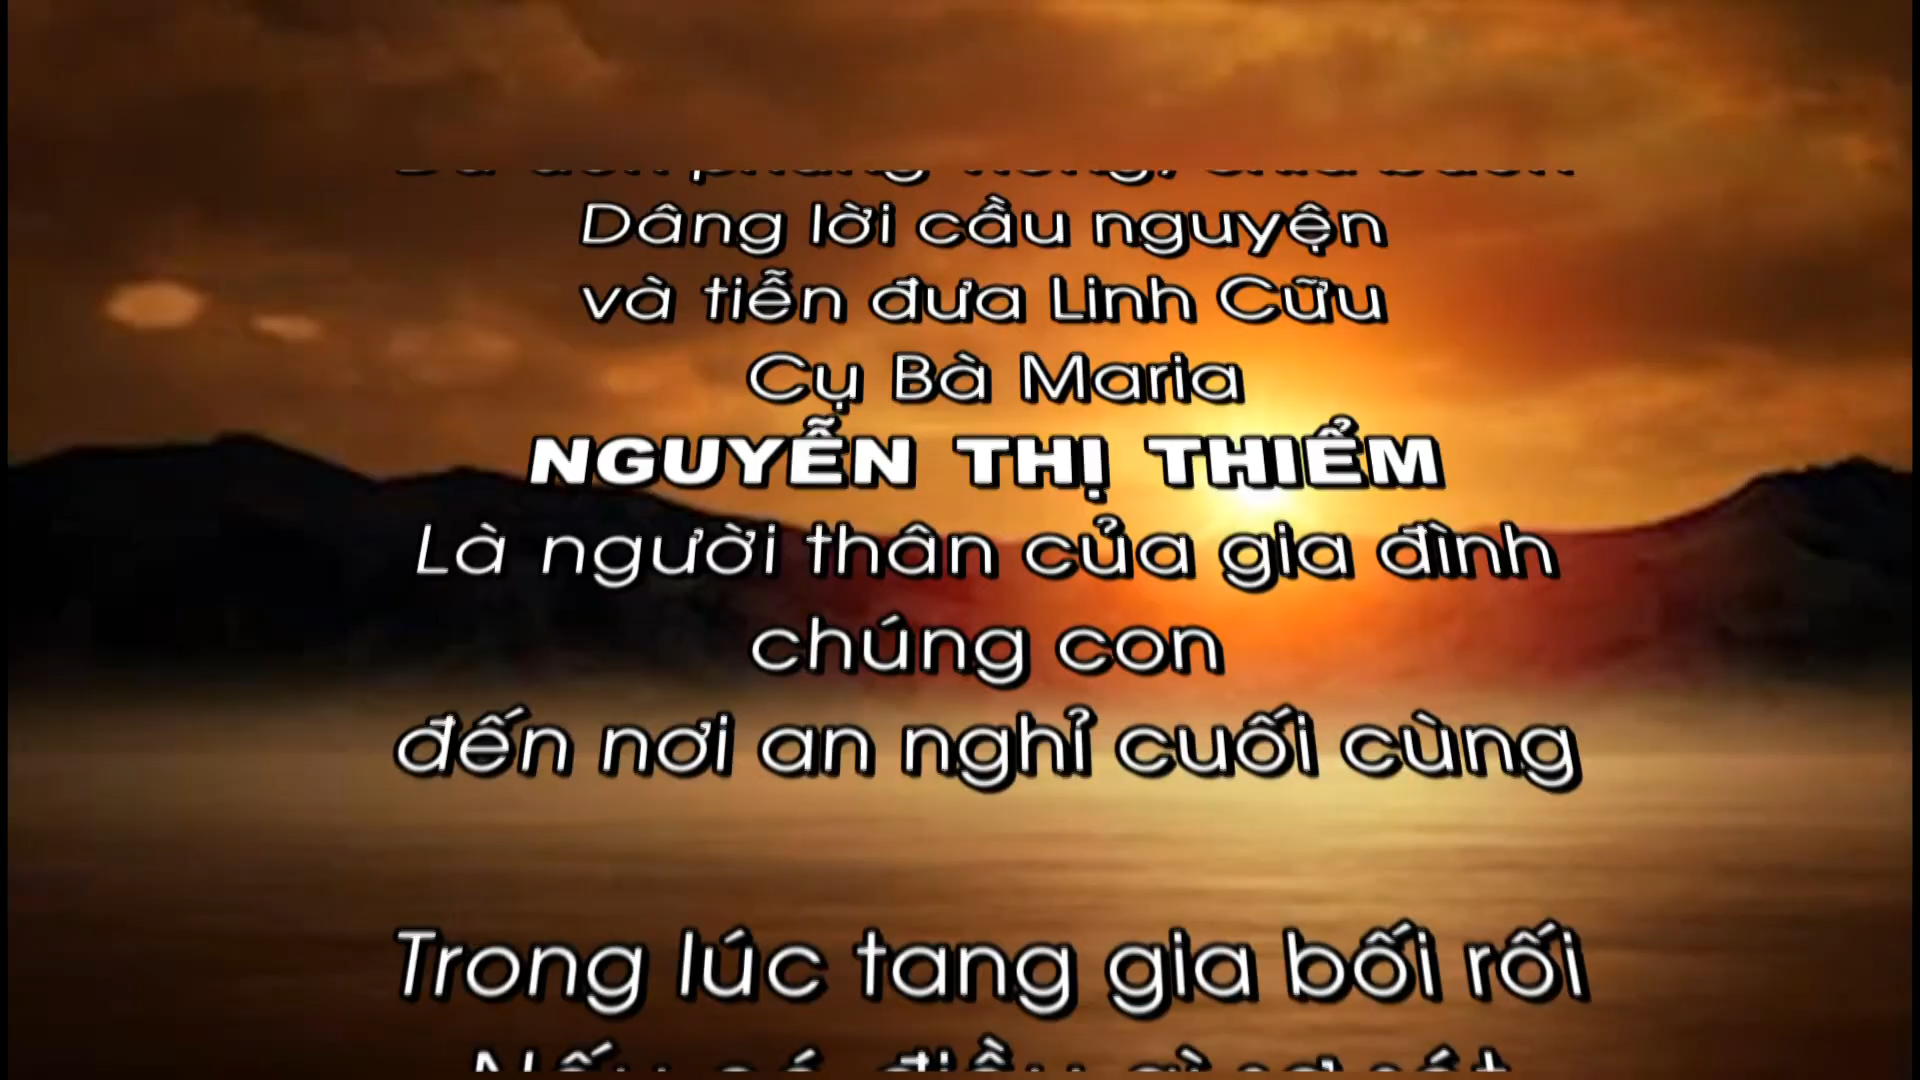 Dâng lời cầu nguyện
và tiễn đưa Linh Cữu
Cụ Bà Maria
NGUYỄN THỊ THIỂM
Là người thân của gia đình
chúng con
đến nơi an nghỉ cuối cùng
Trong lúc tang gia bối rối